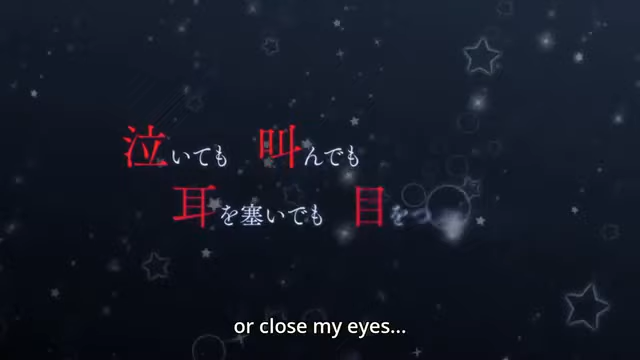 泣いても 叫んでも
耳を塞いでも 目をつ
or close my eyes...